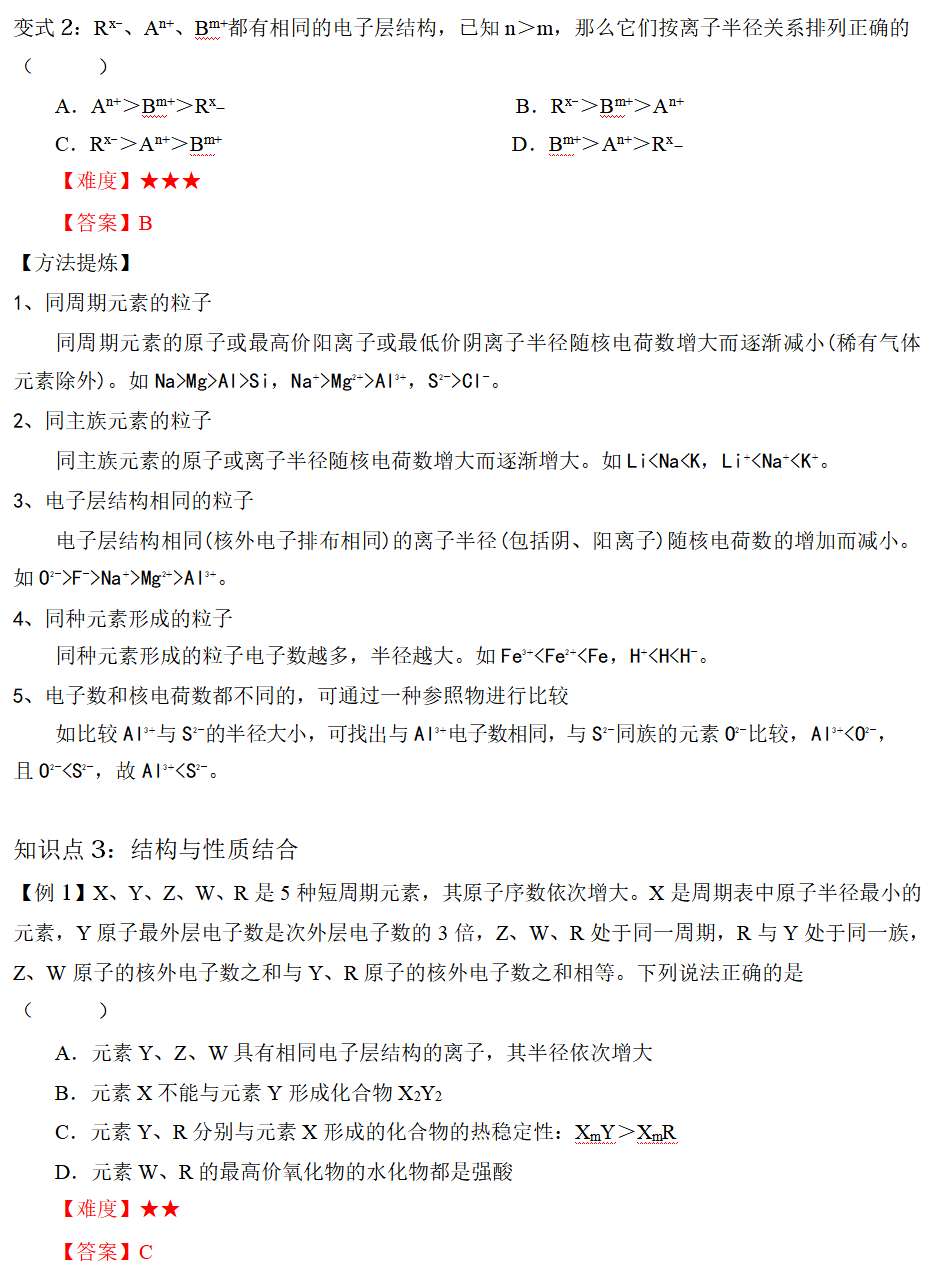 变式 2：Rˣ⁻、Aⁿ⁺、Bᵐ⁺都有相同的电子层结构，已知 n＞m，那么它们按离子半径关系排列正确的
（　　　）
A．Aⁿ⁺＞Bᵐ⁺＞Rˣ₋　　B．Rˣ⁻＞Bᵐ⁺＞Aⁿ⁺
C．Rˣ⁻＞Aⁿ⁺＞Bᵐ⁺　　D．Bᵐ⁺＞Aⁿ⁺＞Rˣ₋
【难度】★★★
【答案】B
【方法提炼】
1、同周期元素的粒子
同周期元素的原子或最高价阳离子或最低价阴离子半径随核电荷数增大而逐渐减小(稀有气体
元素除外)。如 Na>Mg>Al>Si，Na⁺>Mg²⁺>Al³⁺，S²⁻>Cl⁻。
2、同主族元素的粒子
同主族元素的原子或离子半径随核电荷数增大而逐渐增大。如 Li<Na<K，Li⁺<Na⁺<K⁺。
3、电子层结构相同的粒子
电子层结构相同(核外电子排布相同)的离子半径(包括阴、阳离子)随核电荷数的增加而减小。
如 O²⁻>F⁻>Na⁺>Mg²⁺>Al³⁺。
4、同种元素形成的粒子
同种元素形成的粒子电子数越多，半径越大。如 Fe³⁺<Fe²⁺<Fe，H⁺<H<H⁻。
5、电子数和核电荷数都不同的，可通过一种参照物进行比较
如比较 Al³⁺与 S²⁻的半径大小，可找出与 Al³⁺电子数相同，与 S²⁻同族的元素 O²⁻比较，Al³⁺<O²⁻，
且 O²⁻<S²⁻，故 Al³⁺<S²⁻。
知识点 3：结构与性质结合
【例 1】X、Y、Z、W、R 是 5 种短周期元素，其原子序数依次增大。X 是周期表中原子半径最小的
元素，Y 原子最外层电子数是次外层电子数的 3 倍，Z、W、R 处于同一周期，R 与 Y 处于同一族，
Z、W 原子的核外电子数之和与 Y、R 原子的核外电子数之和相等。下列说法正确的是
（　　　）
A．元素 Y、Z、W 具有相同电子层结构的离子，其半径依次增大
B．元素 X 不能与元素 Y 形成化合物 X₂Y₂
C．元素 Y、R 分别与元素 X 形成的化合物的热稳定性：XₘY＞XₘR
D．元素 W、R 的最高价氧化物的水化物都是强酸
【难度】★★
【答案】C